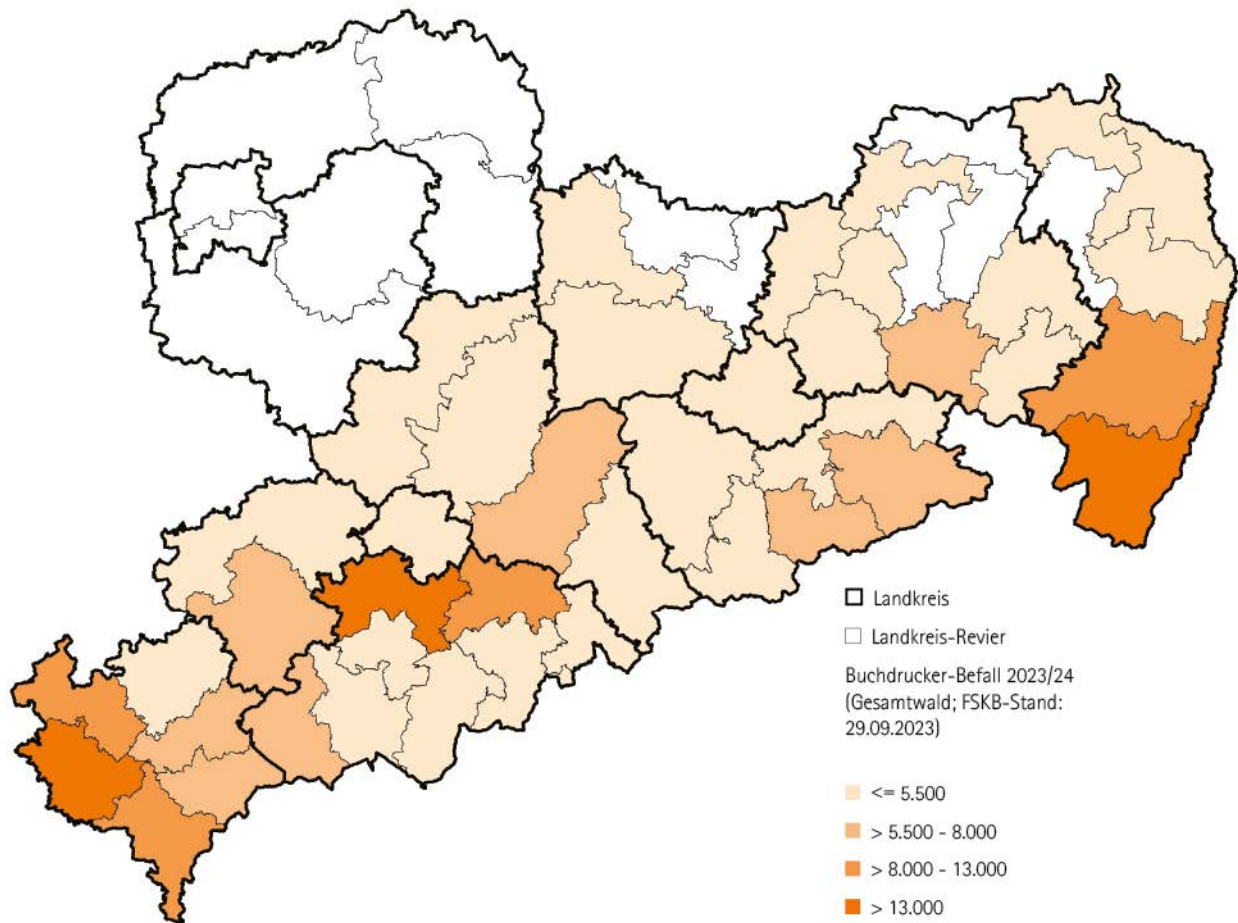 Landkreis
Landkreis-Revier
Buchdrucker-Befall 2023/24
(Gesamtwald; FSKB-Stand:
29.09.2023)
<= 5.500
> 5.500 - 8.000
> 8.000 - 13.000
> 13.000